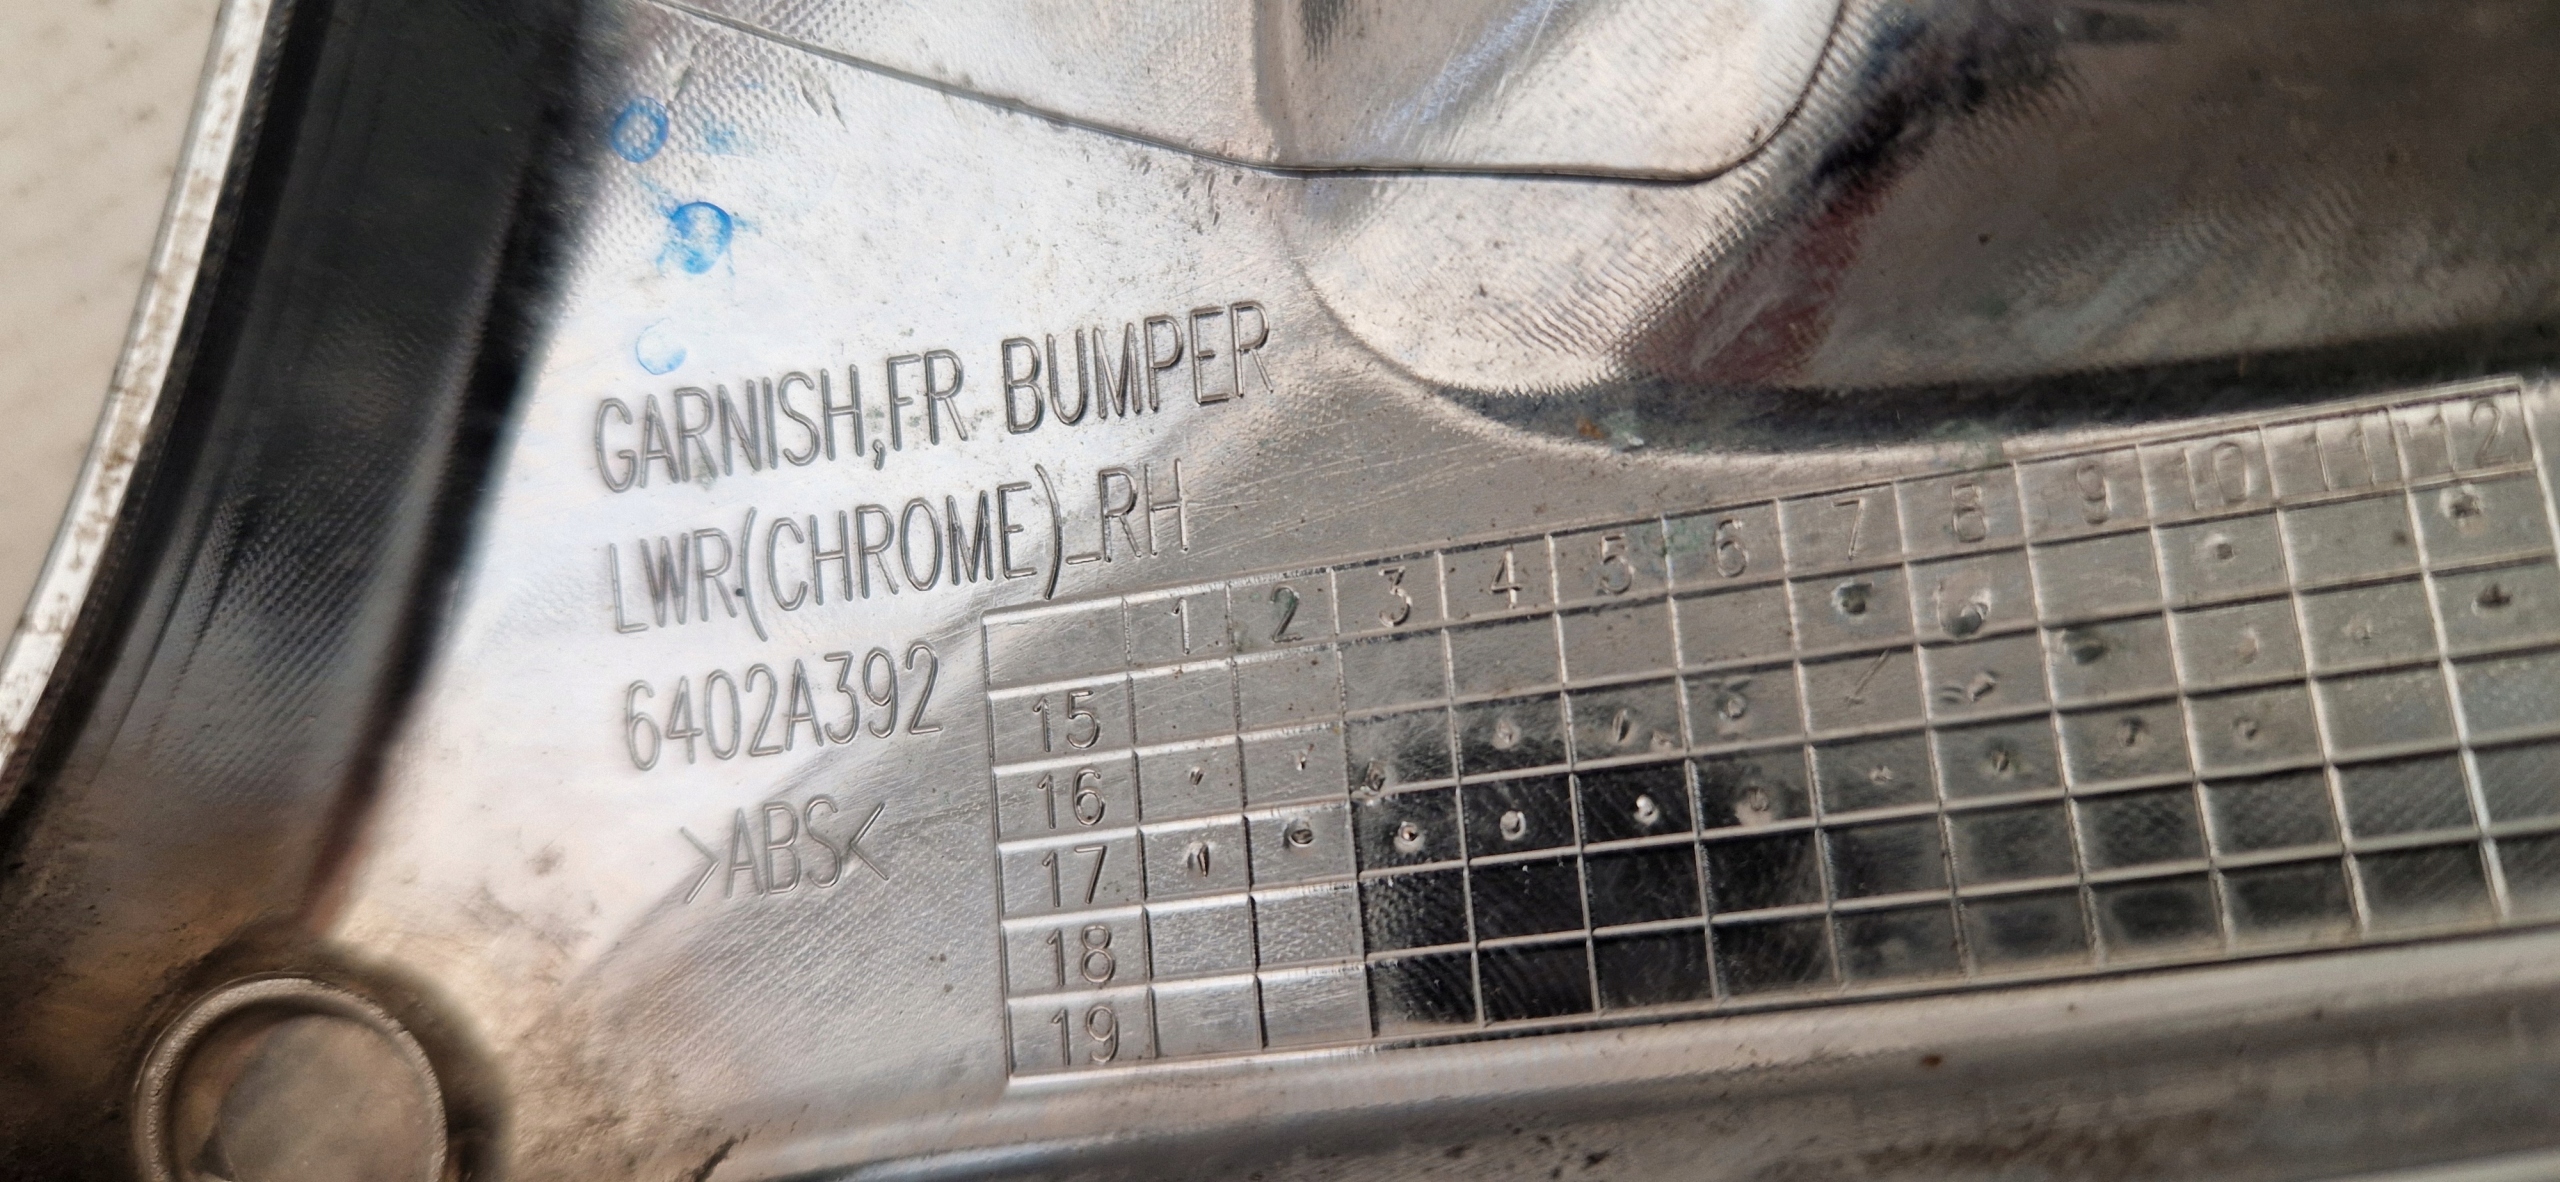 GARNISH,FR BUMPER
LWR(CHROME)_RH
6402A392
>ABS<
1 2 3 4 5 6 7 8 9 10 11 12
15
16
17
18
19